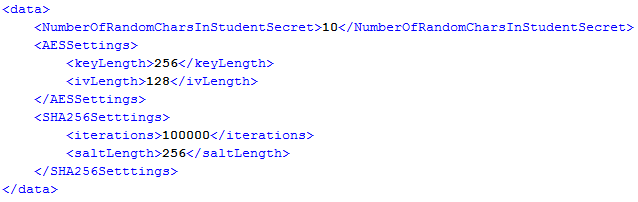 <data>
<NumberOfRandomCharsInStudentSecret>10</NumberOfRandomCharsInStudentSecret>
<AESSettings>
<keyLength>256</keyLength>
<ivLength>128</ivLength>
</AESSettings>
<SHA256Setttings>
<iterations>100000</iterations>
<saltLength>256</saltLength>
</SHA256Setttings>
</data>